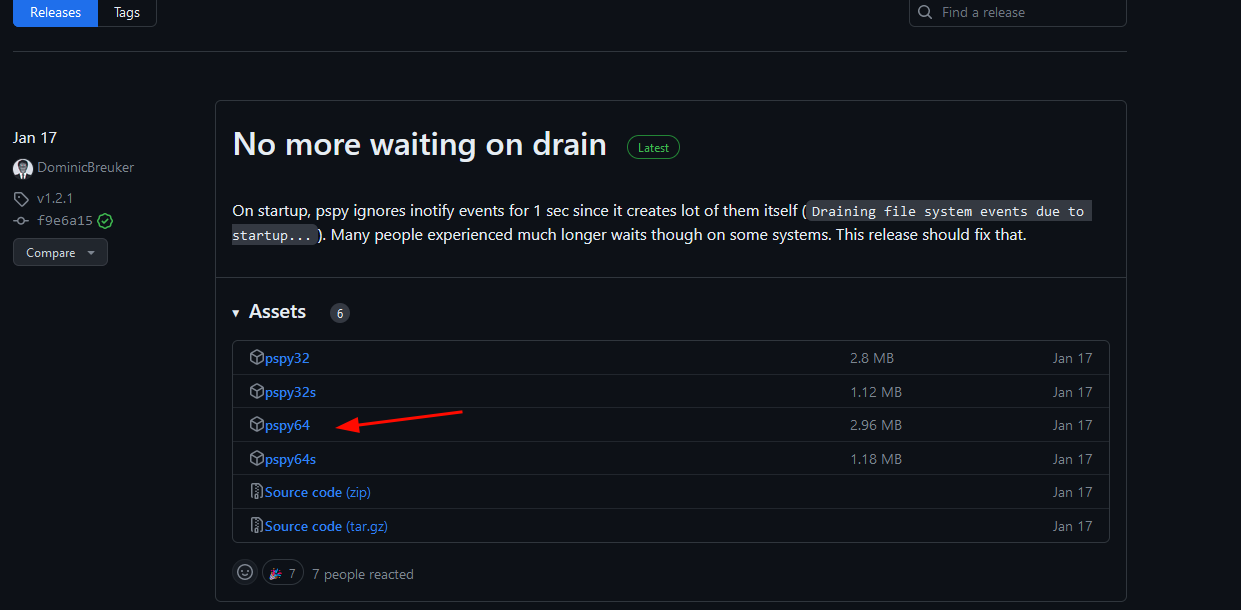 Releases Tags Find a release
Jan 17
DominicBreuker
v1.2.1
f9e6a15
Compare
No more waiting on drain Latest
On startup, pspy ignores inotify events for 1 sec since it creates lot of them itself (Draining file system events due to
startup...). Many people experienced much longer waits though on some systems. This release should fix that.
Assets 6
pspy32 2.8 MB Jan 17
pspy32s 1.12 MB Jan 17
pspy64 2.96 MB Jan 17
pspy64s 1.18 MB Jan 17
Source code (zip) Jan 17
Source code (tar.gz) Jan 17
7 7 people reacted